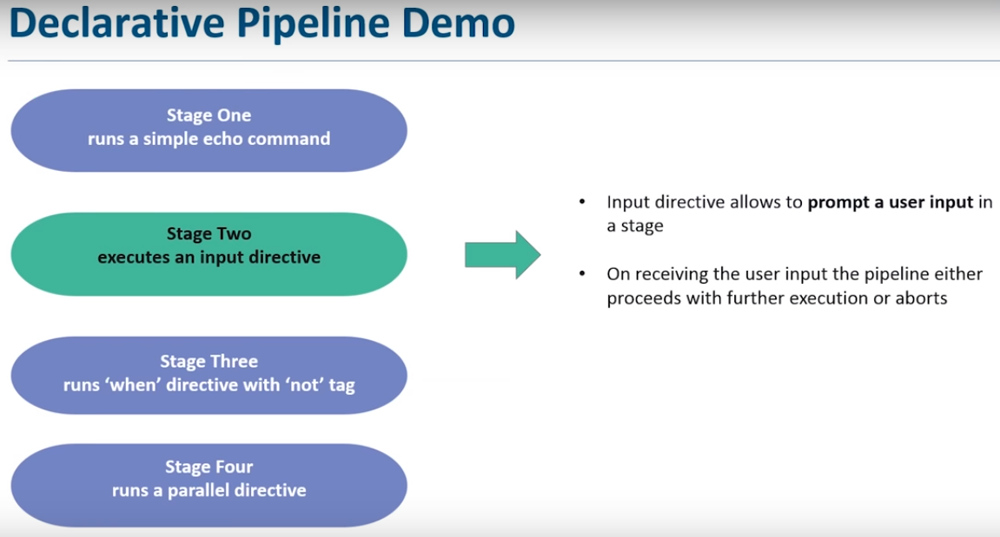 Declarative Pipeline Demo
Stage One
runs a simple echo command
Stage Two
executes an input directive
• Input directive allows to prompt a user input in
a stage
• On receiving the user input the pipeline either
proceeds with further execution or aborts
Stage Three
runs ‘when’ directive with ‘not’ tag
Stage Four
runs a parallel directive